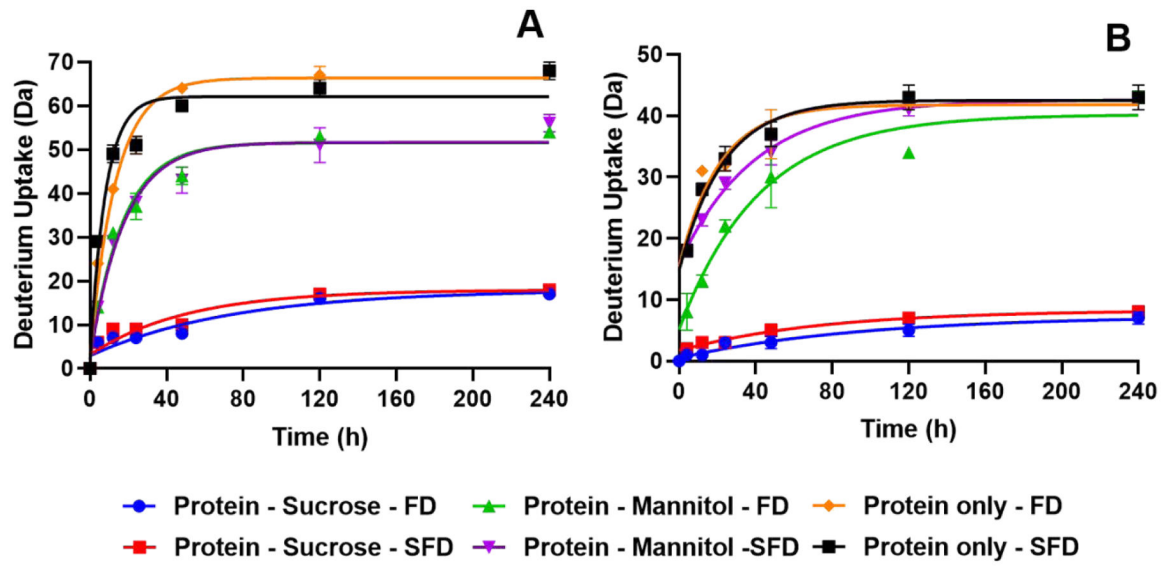 A
B
Deuterium Uptake (Da)
70
60
50
40
30
20
10
0
0 40 80 120 160 200 240
Time (h)
Deuterium Uptake (Da)
50
40
30
20
10
0
0 40 80 120 160 200 240
Time (h)
Protein - Sucrose - FD Protein - Mannitol - FD Protein only - FD
Protein - Sucrose - SFD Protein - Mannitol -SFD Protein only - SFD